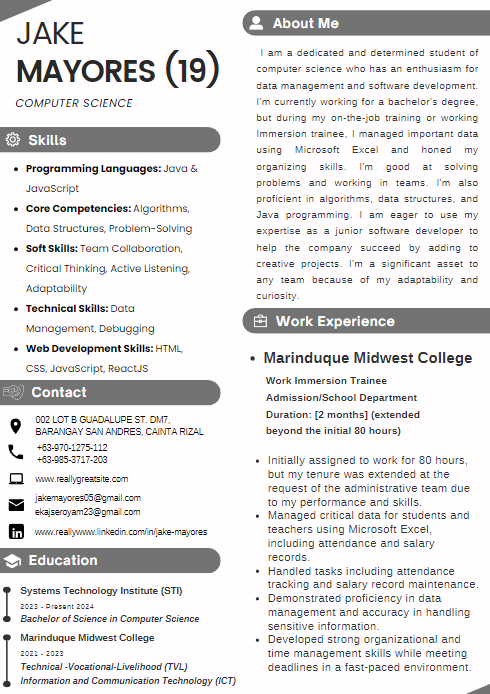 JAKE
MAYORES (19)
COMPUTER SCIENCE
Skills
• Programming Languages: Java &
JavaScript
• Core Competencies: Algorithms,
Data Structures, Problem-Solving
• Soft Skills: Team Collaboration,
Critical Thinking, Active Listening,
Adaptability
• Technical Skills: Data
Management, Debugging
• Web Development Skills: HTML,
CSS, JavaScript, ReactJS
Contact
002 LOT B GUADALUPE ST. DM7,
BARANGAY SAN ANDRES, CAINTA RIZAL
+63-970-1275-112
+63-985-3717-203
www.reallygreatsite.com
jakemayores05@gmail.com
ekajseroyam23@gmail.com
www.reallywww.linkedin.com/in/jake-mayores
Education
Systems Technology Institute (STI)
2023 - Present 2024
Bachelor of Science in Computer Science
Marinduque Midwest College
2021 - 2023
Technical -Vocational-Livelihood (TVL)
Information and Communication Technology (ICT)
About Me
I am a dedicated and determined student of
computer science who has an enthusiasm for
data management and software development.
I'm currently working for a bachelor's degree,
but during my on-the-job training or working
Immersion trainee, I managed important data
using Microsoft Excel and honed my
organizing skills. I'm good at solving
problems and working in teams. I'm also
proficient in algorithms, data structures, and
Java programming. I am eager to use my
expertise as a junior software developer to
help the company succeed by adding to
creative projects. I'm a significant asset to
any team because of my adaptability and
curiosity.
Work Experience
• Marinduque Midwest College
Work Immersion Trainee
Admission/School Department
Duration: [2 months] (extended
beyond the initial 80 hours)
• Initially assigned to work for 80 hours,
but my tenure was extended at the
request of the administrative team due
to my performance and skills.
• Managed critical data for students and
teachers using Microsoft Excel,
including attendance and salary
records.
• Handled tasks including attendance
tracking and salary record maintenance.
• Demonstrated proficiency in data
management and accuracy in handling
sensitive information.
• Developed strong organizational and
time management skills while meeting
deadlines in a fast-paced environment.